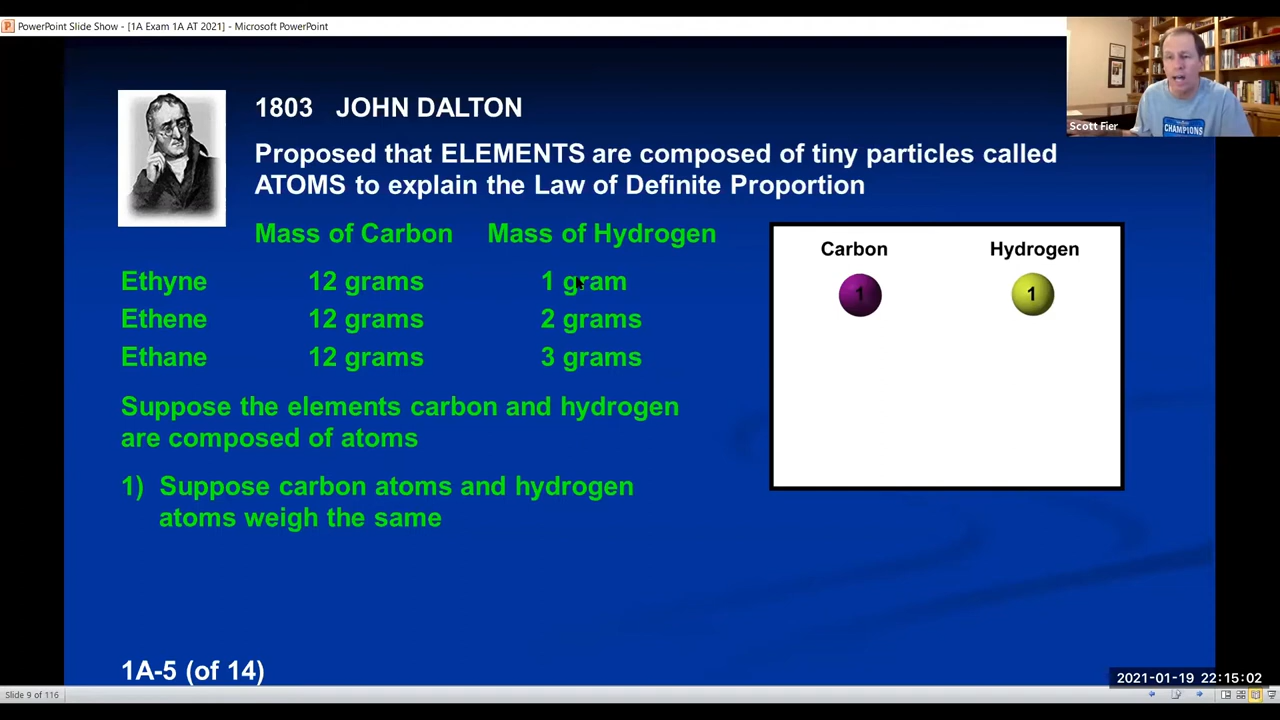 PowerPoint Slide Show - [1A Exam 1A AT 2021] - Microsoft PowerPoint
1803 JOHN DALTON
Proposed that ELEMENTS are composed of tiny particles called
ATOMS to explain the Law of Definite Proportion
Mass of Carbon Mass of Hydrogen
Ethyne 12 grams 1 gram
Ethene 12 grams 2 grams
Ethane 12 grams 3 grams
Suppose the elements carbon and hydrogen
are composed of atoms
1) Suppose carbon atoms and hydrogen
atoms weigh the same
Carbon Hydrogen
1 1
Scott Fier
CHAMPIONS
1A-5 (of 14)
2021-01-19 22:15:02
Slide 9 of 116